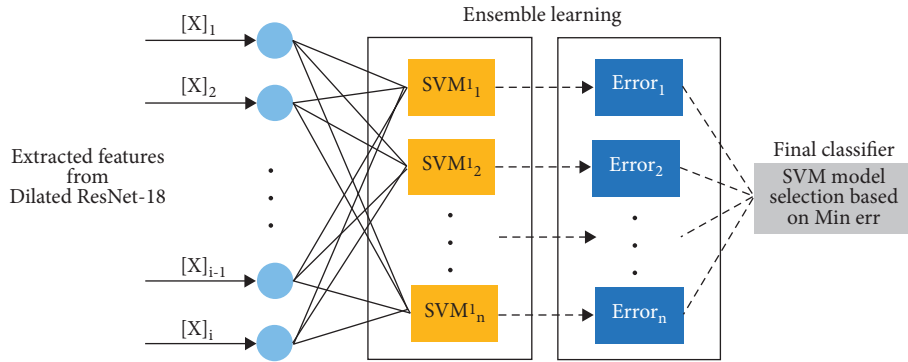 Ensemble learning
[X]₁
[X]₂
Extracted features
from
Dilated ResNet-18
[X]ᵢ₋₁
[X]ᵢ
SVM¹₁
SVM¹₂
SVM¹ₙ
Error₁
Error₂
Errorₙ
Final classifier
SVM model
selection based
on Min err